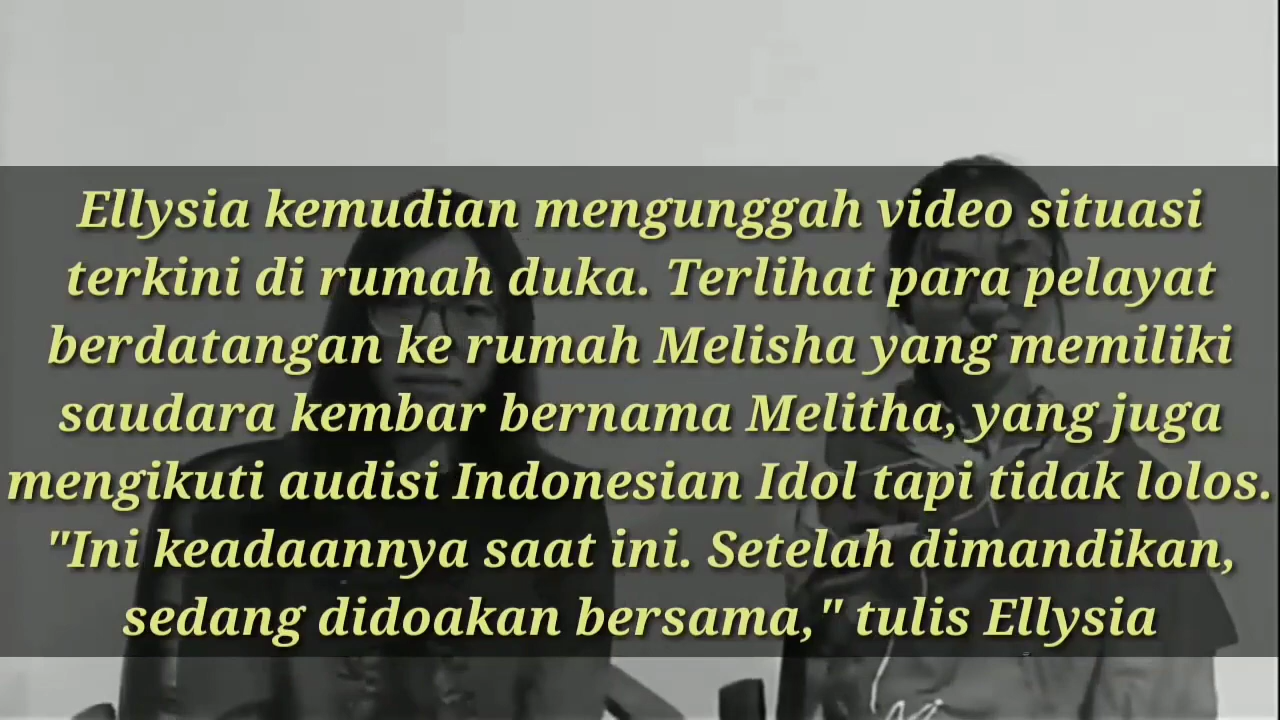 Ellysia kemudian mengunggah video situasi
terkini di rumah duka. Terlihat para pelayat
berdatangan ke rumah Melisha yang memiliki
saudara kembar bernama Melitha, yang juga
mengikuti audisi Indonesian Idol tapi tidak lolos.
"Ini keadaannya saat ini. Setelah dimandikan,
sedang didoakan bersama," tulis Ellysia